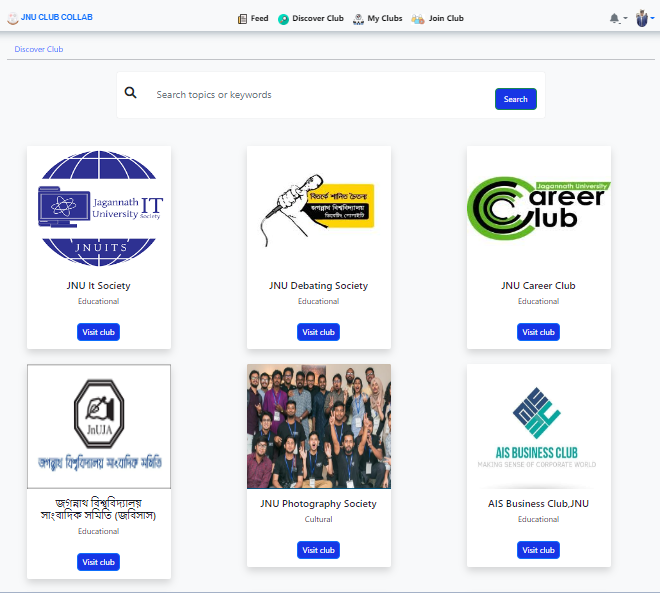 JNU CLUB COLLAB
Feed
Discover Club
My Clubs
Join Club
Discover Club
Search topics or keywords
Search
Jagannath
University IT
Society
JNUITS
JNU It Society
Educational
Visit club
বিতর্কে শানিত চৈতন্য
জগন্নাথ বিশ্ববিদ্যালয়
ডিবেটিং সোসাইটি
JNU Debating Society
Educational
Visit club
Jagannath University
Career
Club
JNU Career Club
Educational
Visit club
JnUJA
জগন্নাথ বিশ্ববিদ্যালয় সাংবাদিক সমিতি
জগন্নাথ বিশ্ববিদ্যালয়
সাংবাদিক সমিতি (জবিসাস)
Educational
Visit club
JNU Photography Society
Cultural
Visit club
AIS BUSINESS CLUB
MAKING SENSE OF CORPORATE WORLD
AIS Business Club,JNU
Educational
Visit club